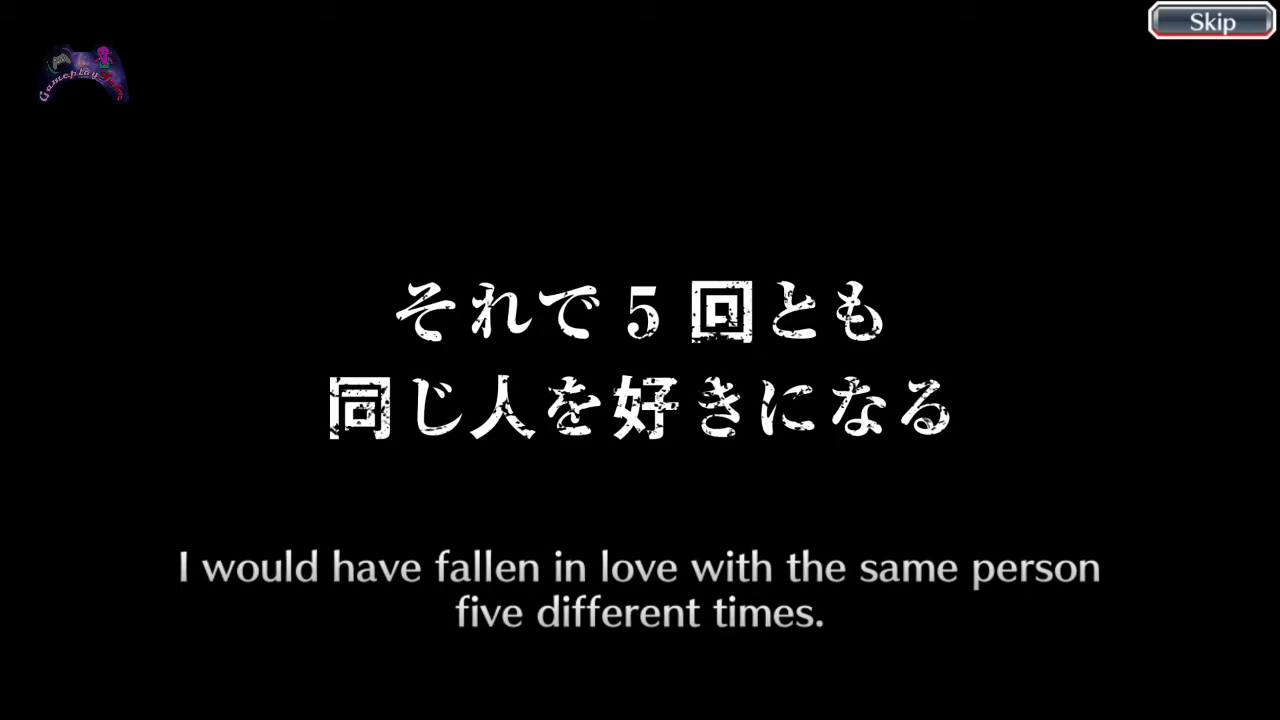 Skip
Gameplay
それで5回とも
同じ人を好きになる
I would have fallen in love with the same person
five different times.